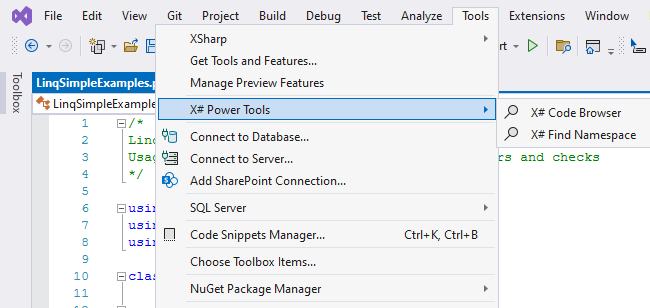 File Edit View Git Project Build Debug Test Analyze Tools Extensions Window
XSharp
Get Tools and Features...
Manage Preview Features
X# Power Tools
X# Code Browser
X# Find Namespace
Connect to Database...
Connect to Server...
Add SharePoint Connection...
SQL Server
Code Snippets Manager... Ctrl+K, Ctrl+B
Choose Toolbox Items...
NuGet Package Manager
Toolbox
LinqSimpleExamples.p
LinqSimpleExample
1 /*
2 Lin
3 Usag rs and checks
4 */
5
6 usin
7 usin
8 usin
9
10 clas
11